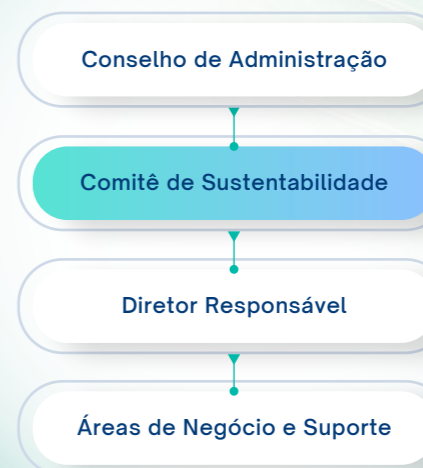 Conselho de Administração
Comitê de Sustentabilidade
Diretor Responsável
Áreas de Negócio e Suporte